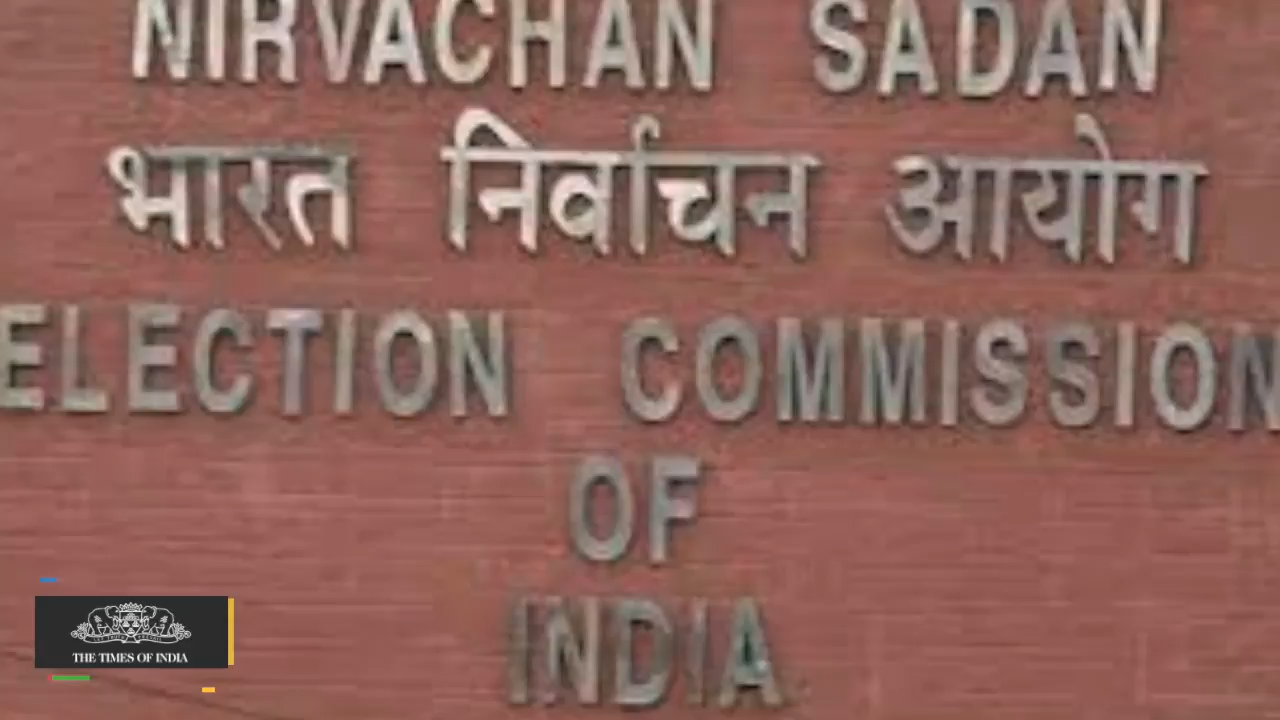 NIRVACHAN SADAN
भारत निर्वाचन आयोग
ELECTION COMMISSION
OF
INDIA
THE TIMES OF INDIA